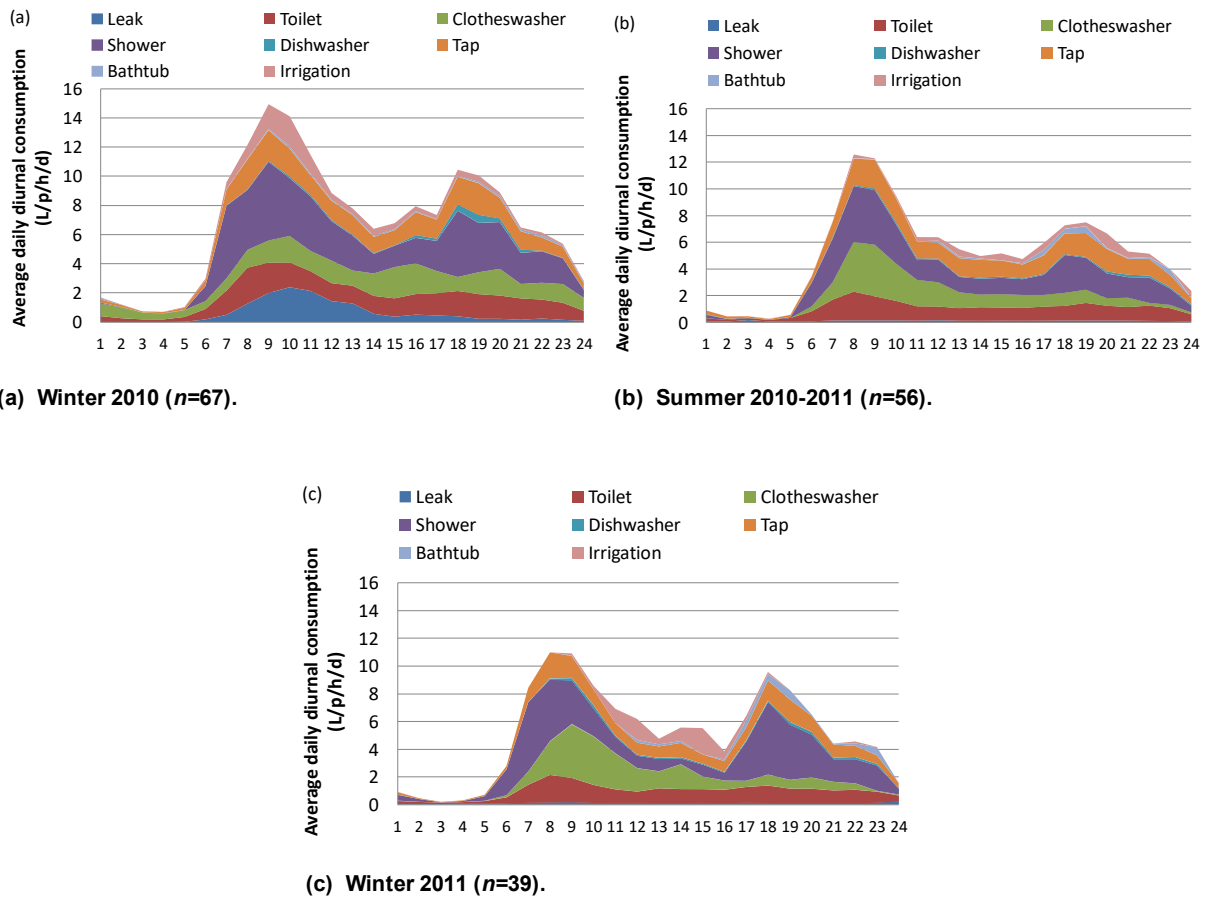 (a)
Leak Toilet Clotheswasher
Shower Dishwasher Tap
Bathtub Irrigation
Average daily diurnal consumption
(L/p/h/d)
16
14
12
10
8
6
4
2
0
1 2 3 4 5 6 7 8 9 10 11 12 13 14 15 16 17 18 19 20 21 22 23 24
(a) Winter 2010 (n=67).
(b)
Leak Toilet Clotheswasher
Shower Dishwasher Tap
Bathtub Irrigation
Average daily diurnal consumption
(L/p/h/d)
16
14
12
10
8
6
4
2
0
1 2 3 4 5 6 7 8 9 10 11 12 13 14 15 16 17 18 19 20 21 22 23 24
(b) Summer 2010-2011 (n=56).
(c)
Leak Toilet Clotheswasher
Shower Dishwasher Tap
Bathtub Irrigation
Average daily diurnal consumption
(L/p/h/d)
16
14
12
10
8
6
4
2
0
1 2 3 4 5 6 7 8 9 10 11 12 13 14 15 16 17 18 19 20 21 22 23 24
(c) Winter 2011 (n=39).